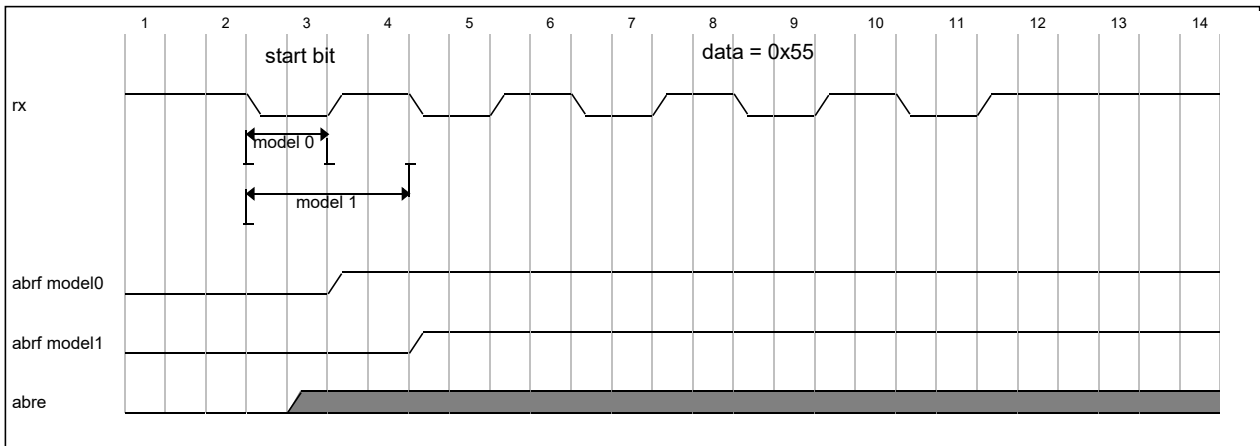 1 2 3 4 5 6 7 8 9 10 11 12 13 14
start bit data = 0x55
rx
model 0
model 1
abrf model0
abrf model1
abre